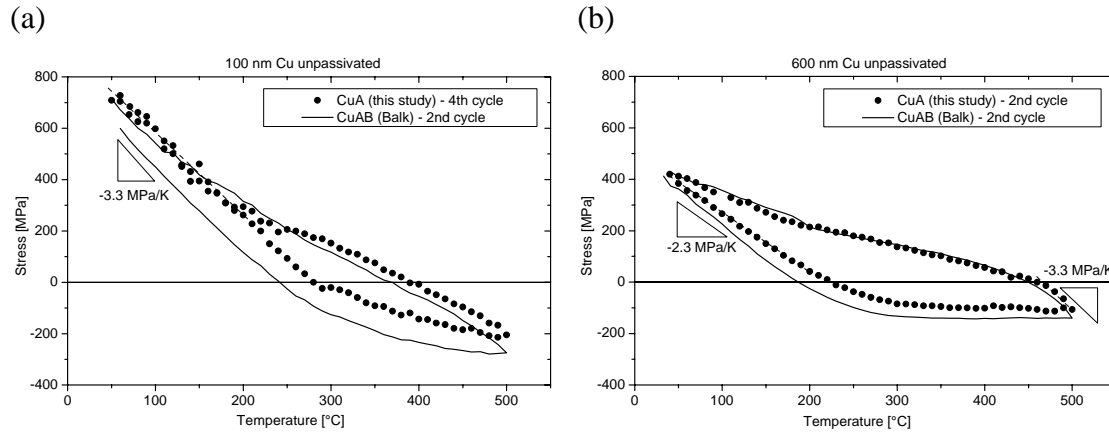 (a)
100 nm Cu unpassivated
CuA (this study) - 4th cycle
CuAB (Balk) - 2nd cycle
-3.3 MPa/K
Stress [MPa]
800
600
400
200
0
-200
-400
0 100 200 300 400 500
Temperature [°C]
(b)
600 nm Cu unpassivated
CuA (this study) - 2nd cycle
CuAB (Balk) - 2nd cycle
-2.3 MPa/K
-3.3 MPa/K
Stress [MPa]
800
600
400
200
0
-200
-400
0 100 200 300 400 500
Temperature [°C]